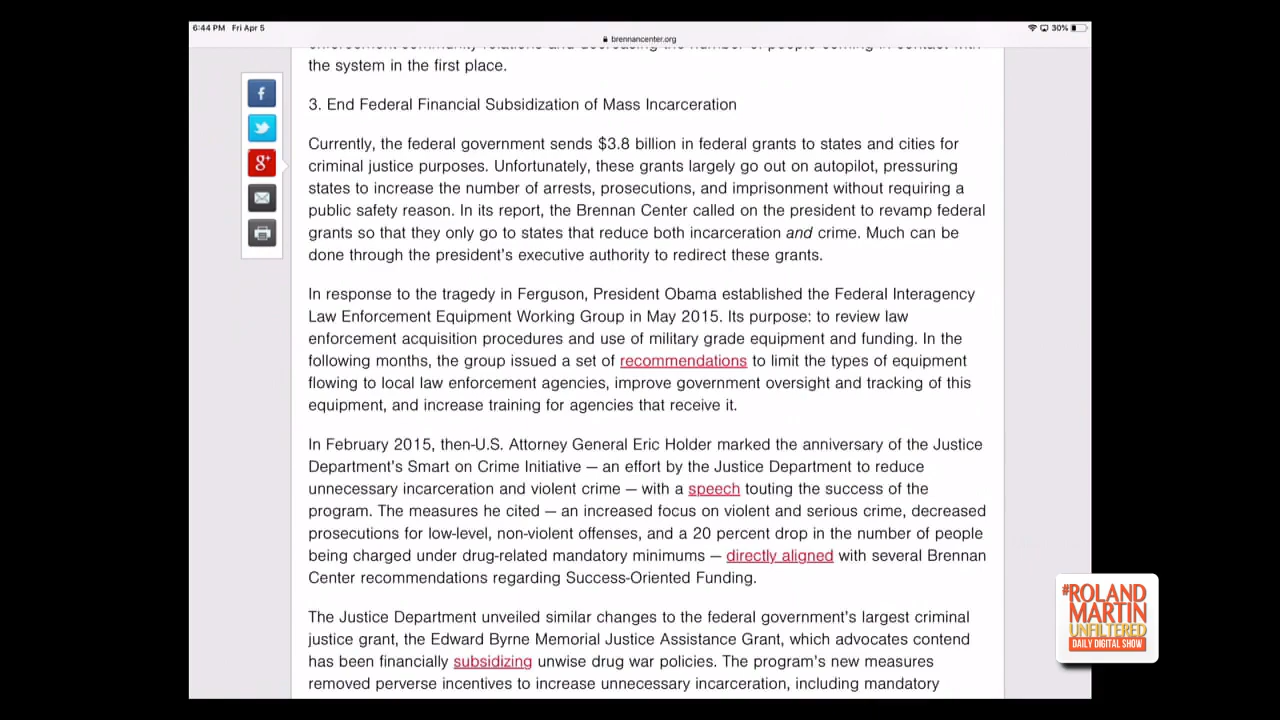 6:44 PM Fri Apr 5
30%
brennancenter.org
enforcement community relations and decreasing the number of people coming in contact with
the system in the first place.
3. End Federal Financial Subsidization of Mass Incarceration
Currently, the federal government sends $3.8 billion in federal grants to states and cities for
criminal justice purposes. Unfortunately, these grants largely go out on autopilot, pressuring
states to increase the number of arrests, prosecutions, and imprisonment without requiring a
public safety reason. In its report, the Brennan Center called on the president to revamp federal
grants so that they only go to states that reduce both incarceration and crime. Much can be
done through the president's executive authority to redirect these grants.
In response to the tragedy in Ferguson, President Obama established the Federal Interagency
Law Enforcement Equipment Working Group in May 2015. Its purpose: to review law
enforcement acquisition procedures and use of military grade equipment and funding. In the
following months, the group issued a set of recommendations to limit the types of equipment
flowing to local law enforcement agencies, improve government oversight and tracking of this
equipment, and increase training for agencies that receive it.
In February 2015, then-U.S. Attorney General Eric Holder marked the anniversary of the Justice
Department's Smart on Crime Initiative — an effort by the Justice Department to reduce
unnecessary incarceration and violent crime — with a speech touting the success of the
program. The measures he cited — an increased focus on violent and serious crime, decreased
prosecutions for low-level, non-violent offenses, and a 20 percent drop in the number of people
being charged under drug-related mandatory minimums — directly aligned with several Brennan
Center recommendations regarding Success-Oriented Funding.
The Justice Department unveiled similar changes to the federal government's largest criminal
justice grant, the Edward Byrne Memorial Justice Assistance Grant, which advocates contend
has been financially subsidizing unwise drug war policies. The program's new measures
removed perverse incentives to increase unnecessary incarceration, including mandatory
#ROLAND
MARTIN
UNFILTERED
DAILY DIGITAL SHOW